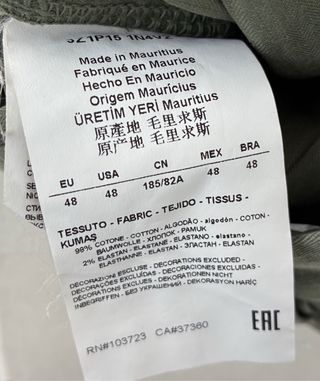 3Z1P15 1N4V2
Made in Mauritius
Fabriqué en Maurice
Hecho En Mauricio
Origem Maurícius
ÜRETİM YERİ Mauritius
原產地 毛里求斯
原产地 毛里求斯
EU USA CN MEX BRA
48 48 185/82A 48 48
TESSUTO - FABRIC - TEJIDO - TISSUS -
KUMAŞ
98% COTONE - COTTON - ALGODÃO - algodón - COTON -
BAUMWOLLE - ХЛОПОК - PAMUK
2% ELASTAN - ELASTANE - ELASTANO - elastano -
ELASTHANNE - ELASTAN - ЭЛАСТАН - ELASTAN
DECORAZIONI ESCLUSE - DECORATIONS EXCLUDED -
DECORAÇÕES EXCLUIDAS - DECORACIONES EXCLUIDAS -
DÉCORATIONS EXCLUES - DEKORATIONEN NICHT
INBEGRIFFEN - БЕЗ УКРАШЕНИЙ - DEKORASYON HARİÇ
EAC
RN#103723 CA#37360